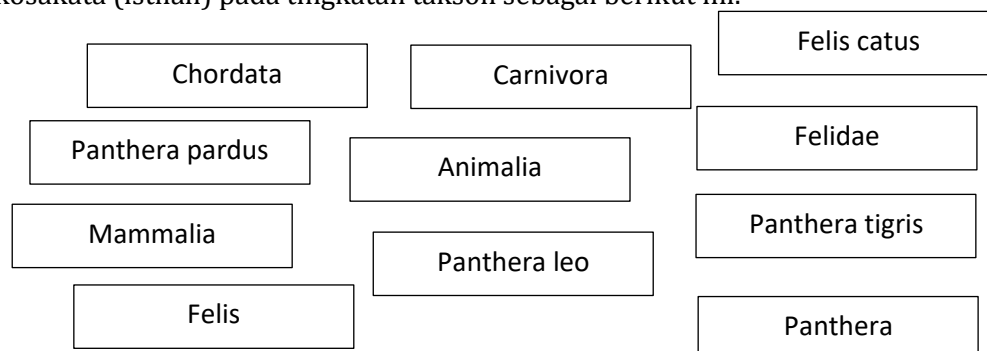 kosakata (istilah) pada tingkatan takson sebagai berikut ini.
Felis catus
Chordata
Carnivora
Panthera pardus
Animalia
Felidae
Mammalia
Panthera leo
Panthera tigris
Felis
Panthera